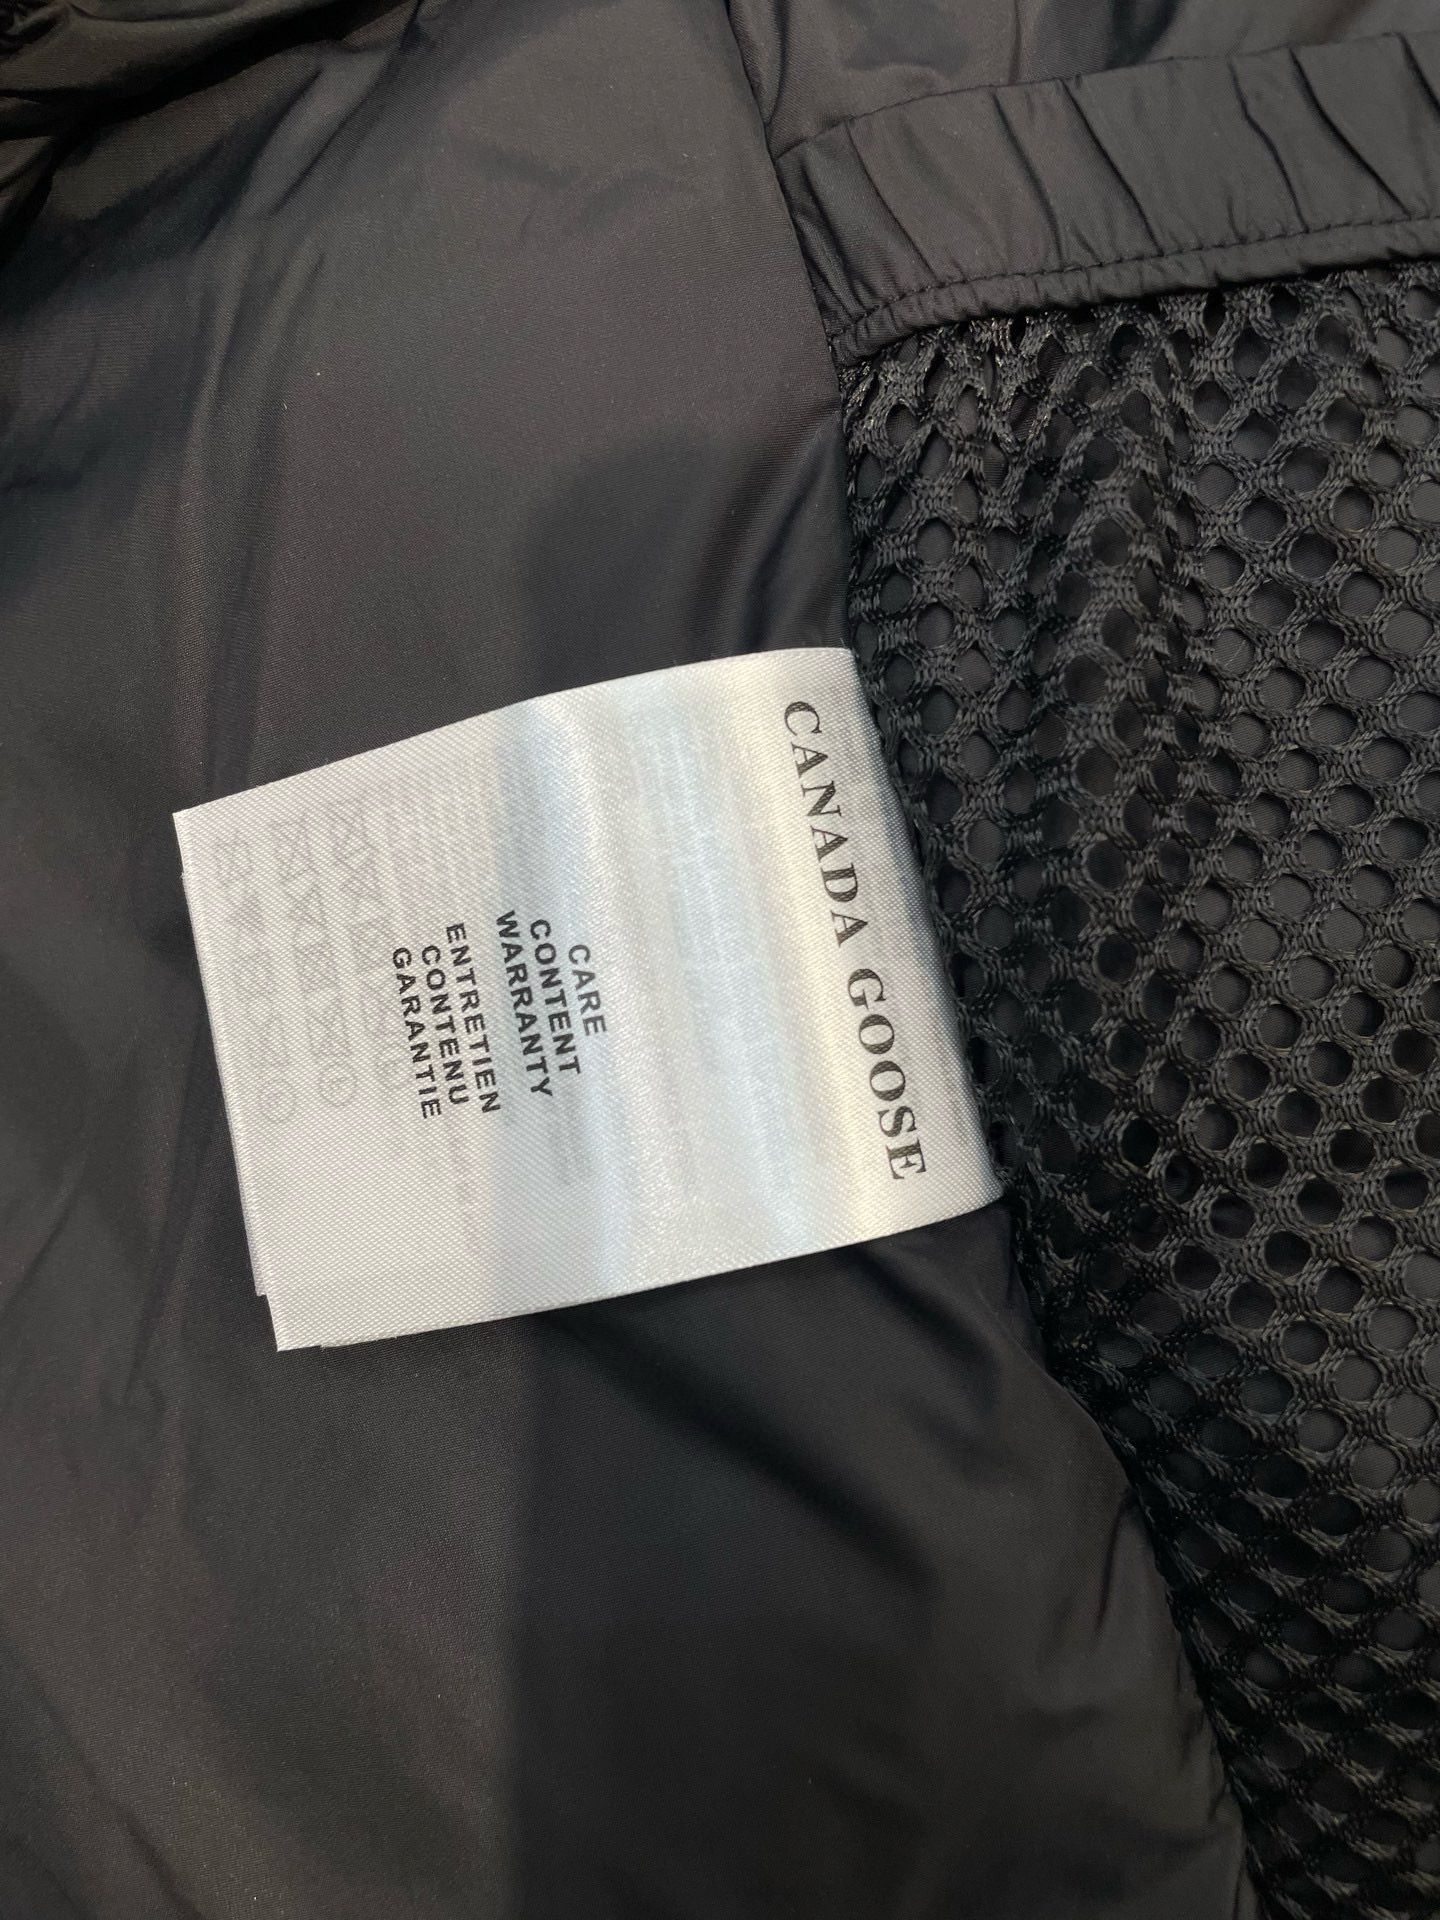 CANADA GOOSE
CARE
CONTENT
WARRANTY
ENTRETIEN
CONTENU
GARANTIE